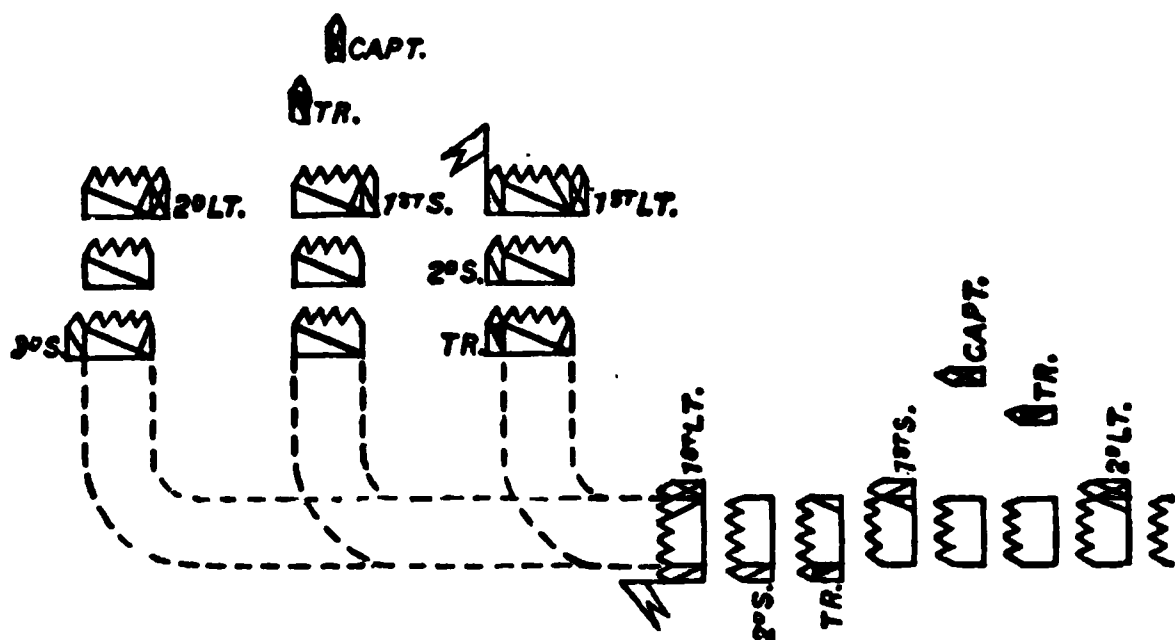 CAPT.
TR.
2D LT.
1ST S.
1ST LT.
2D S.
3D S.
TR.
CAPT.
TR.
1ST LT.
1ST S.
2D LT.
2D S.
TR.